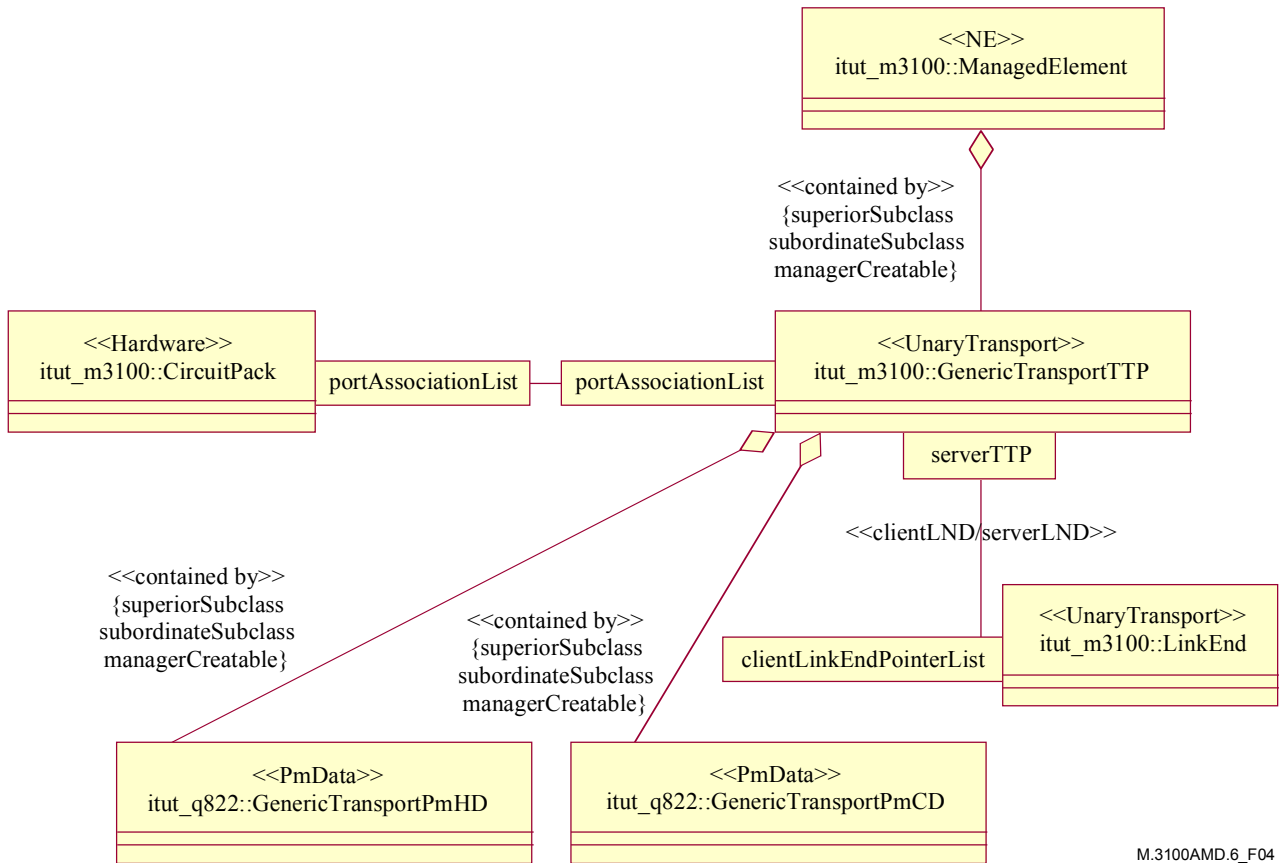 <<NE>>
itut_m3100::ManagedElement
<<contained by>>
{superiorSubclass
subordinateSubclass
managerCreatable}
<<Hardware>>
itut_m3100::CircuitPack
portAssociationList
portAssociationList
<<UnaryTransport>>
itut_m3100::GenericTransportTTP
serverTTP
<<clientLND/serverLND>>
<<contained by>>
{superiorSubclass
subordinateSubclass
managerCreatable}
<<contained by>>
{superiorSubclass
subordinateSubclass
managerCreatable}
clientLinkEndPointerList
<<UnaryTransport>>
itut_m3100::LinkEnd
<<PmData>>
itut_q822::GenericTransportPmHD
<<PmData>>
itut_q822::GenericTransportPmCD
M.3100AMD.6_F04